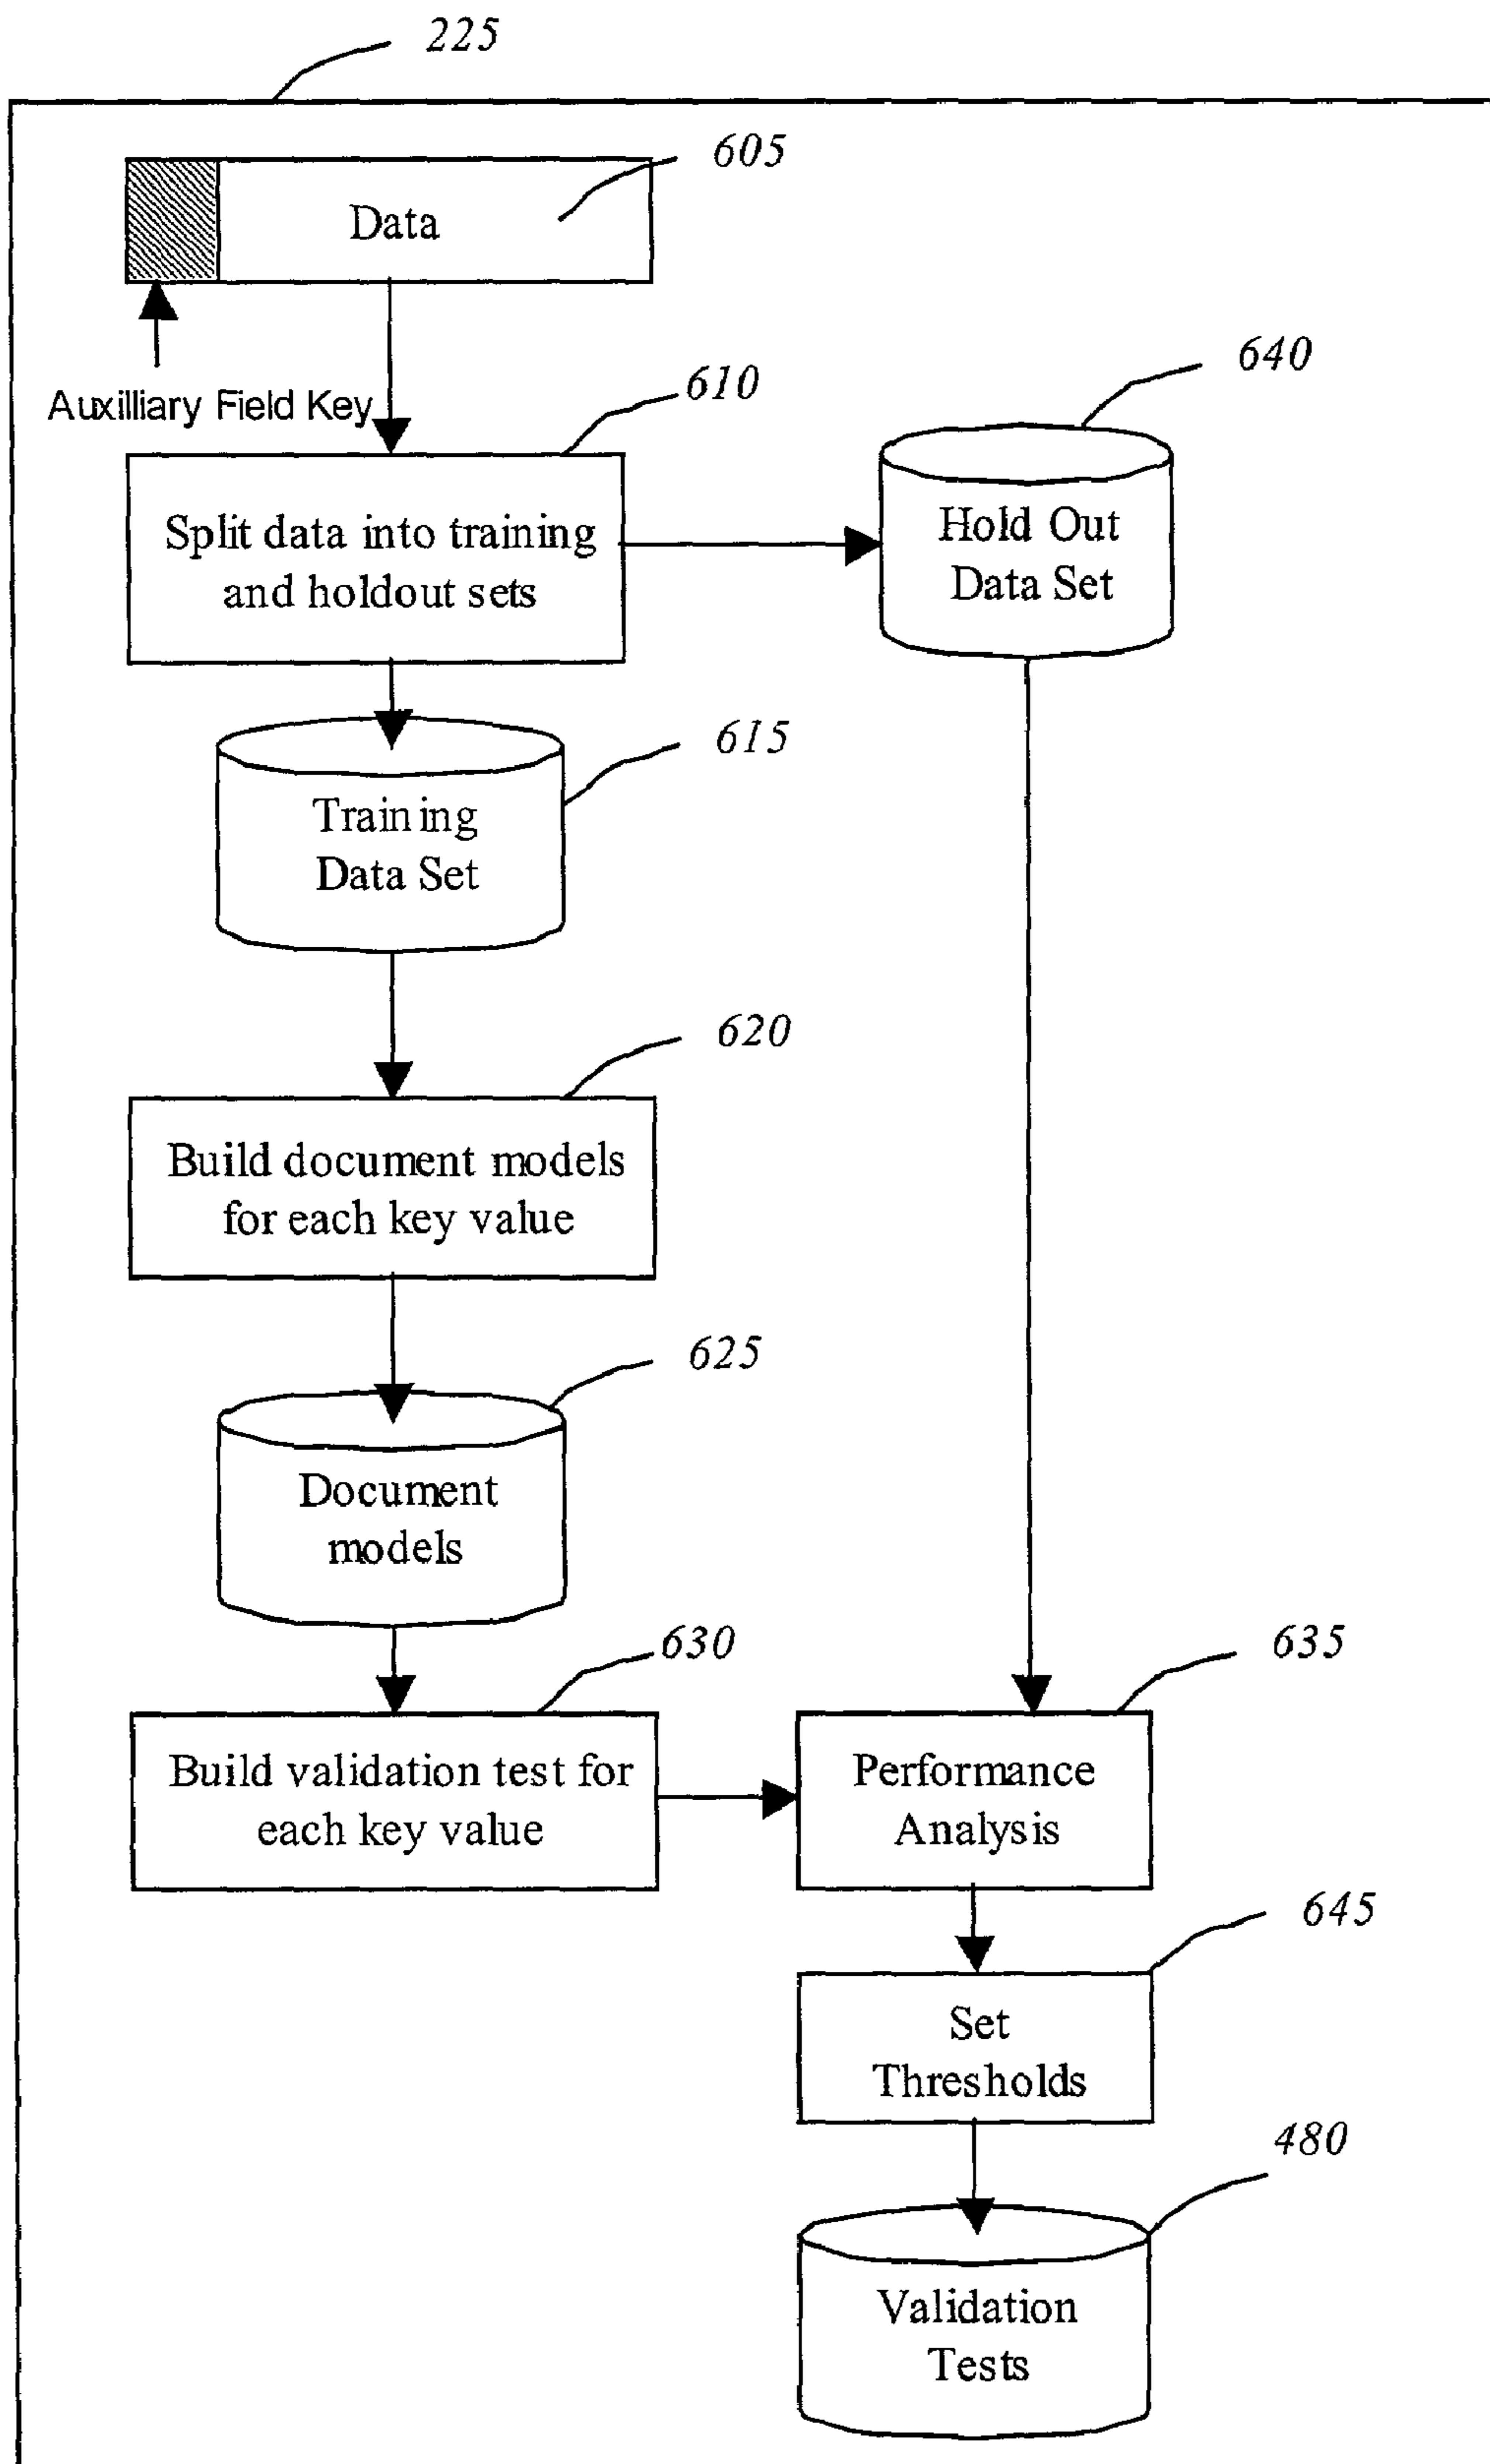 225
605
Data
Auxilliary Field Key
610
640
Split data into training
and holdout sets
Hold Out
Data Set
615
Training
Data Set
620
Build document models
for each key value
625
Document
models
630
635
Build validation test for
each key value
Performance
Analysis
645
Set
Thresholds
480
Validation
Tests